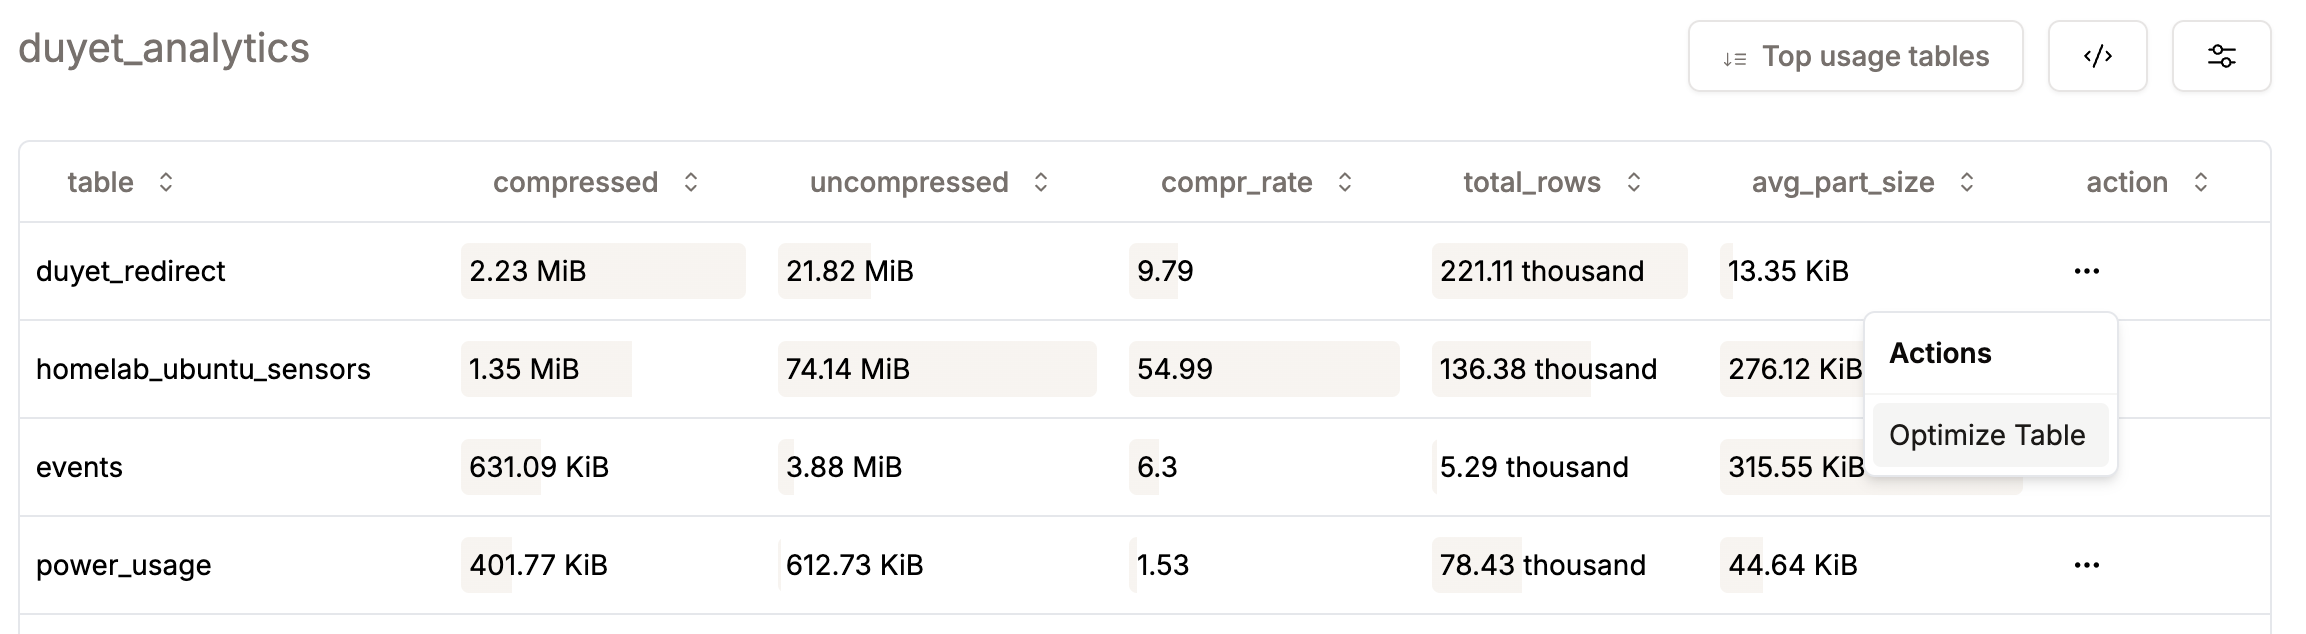 duyet_analytics
Top usage tables
table compressed uncompressed compr_rate total_rows avg_part_size action
duyet_redirect 2.23 MiB 21.82 MiB 9.79 221.11 thousand 13.35 KiB
homelab_ubuntu_sensors 1.35 MiB 74.14 MiB 54.99 136.38 thousand 276.12 KiB
Actions
Optimize Table
events 631.09 KiB 3.88 MiB 6.3 5.29 thousand 315.55 KiB
power_usage 401.77 KiB 612.73 KiB 1.53 78.43 thousand 44.64 KiB